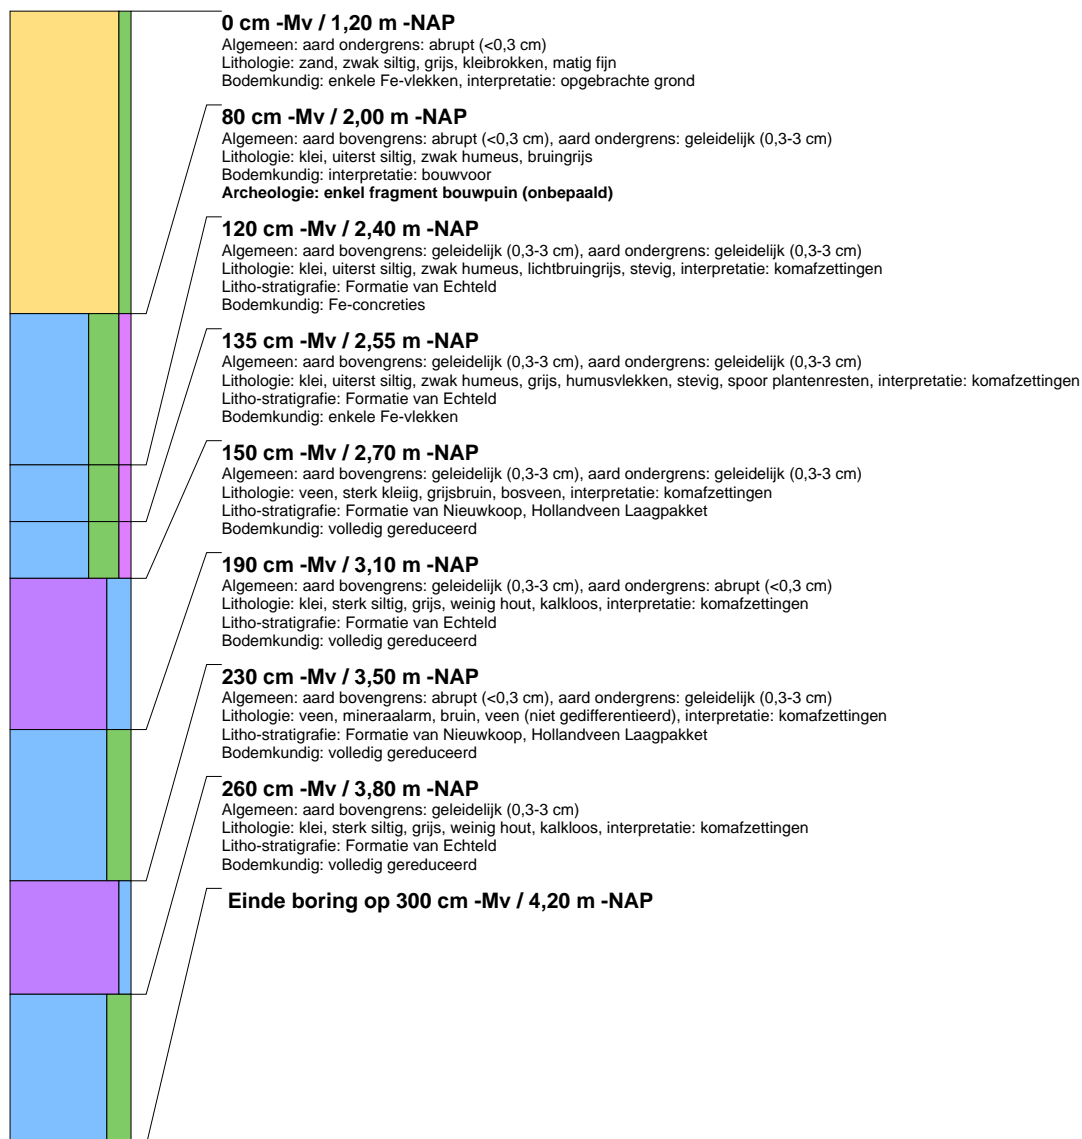 0 cm -Mv / 1,20 m -NAP
Algemeen: aard ondergrens: abrupt (<0,3 cm)
Lithologie: zand, zwak siltig, grijs, kleibrokken, matig fijn
Bodemkundig: enkele Fe-vlekken, interpretatie: opgebrachte grond
80 cm -Mv / 2,00 m -NAP
Algemeen: aard bovengrens: abrupt (<0,3 cm), aard ondergrens: geleidelijk (0,3-3 cm)
Lithologie: klei, uiterst siltig, zwak humeus, bruingrijs
Bodemkundig: interpretatie: bouwvoor
Archeologie: enkel fragment bouwpuin (onbepaald)
120 cm -Mv / 2,40 m -NAP
Algemeen: aard bovengrens: geleidelijk (0,3-3 cm), aard ondergrens: geleidelijk (0,3-3 cm)
Lithologie: klei, uiterst siltig, zwak humeus, lichtbruingrijs, stevig, interpretatie: komafzettingen
Litho-stratigrafie: Formatie van Echteld
Bodemkundig: Fe-concreties
135 cm -Mv / 2,55 m -NAP
Algemeen: aard bovengrens: geleidelijk (0,3-3 cm), aard ondergrens: geleidelijk (0,3-3 cm)
Lithologie: klei, uiterst siltig, zwak humeus, grijs, humusvlekken, stevig, spoor plantenresten, interpretatie: komafzettingen
Litho-stratigrafie: Formatie van Echteld
Bodemkundig: enkele Fe-vlekken
150 cm -Mv / 2,70 m -NAP
Algemeen: aard bovengrens: geleidelijk (0,3-3 cm), aard ondergrens: geleidelijk (0,3-3 cm)
Lithologie: veen, sterk kleiig, grijsbruin, bosveen, interpretatie: komafzettingen
Litho-stratigrafie: Formatie van Nieuwkoop, Hollandveen Laagpakket
Bodemkundig: volledig gereduceerd
190 cm -Mv / 3,10 m -NAP
Algemeen: aard bovengrens: geleidelijk (0,3-3 cm), aard ondergrens: abrupt (<0,3 cm)
Lithologie: klei, sterk siltig, grijs, weinig hout, kalkloos, interpretatie: komafzettingen
Litho-stratigrafie: Formatie van Echteld
Bodemkundig: volledig gereduceerd
230 cm -Mv / 3,50 m -NAP
Algemeen: aard bovengrens: abrupt (<0,3 cm), aard ondergrens: geleidelijk (0,3-3 cm)
Lithologie: veen, mineraalarm, bruin, veen (niet gedifferentieerd), interpretatie: komafzettingen
Litho-stratigrafie: Formatie van Nieuwkoop, Hollandveen Laagpakket
Bodemkundig: volledig gereduceerd
260 cm -Mv / 3,80 m -NAP
Algemeen: aard bovengrens: geleidelijk (0,3-3 cm)
Lithologie: klei, sterk siltig, grijs, weinig hout, kalkloos, interpretatie: komafzettingen
Litho-stratigrafie: Formatie van Echteld
Bodemkundig: volledig gereduceerd
Einde boring op 300 cm -Mv / 4,20 m -NAP